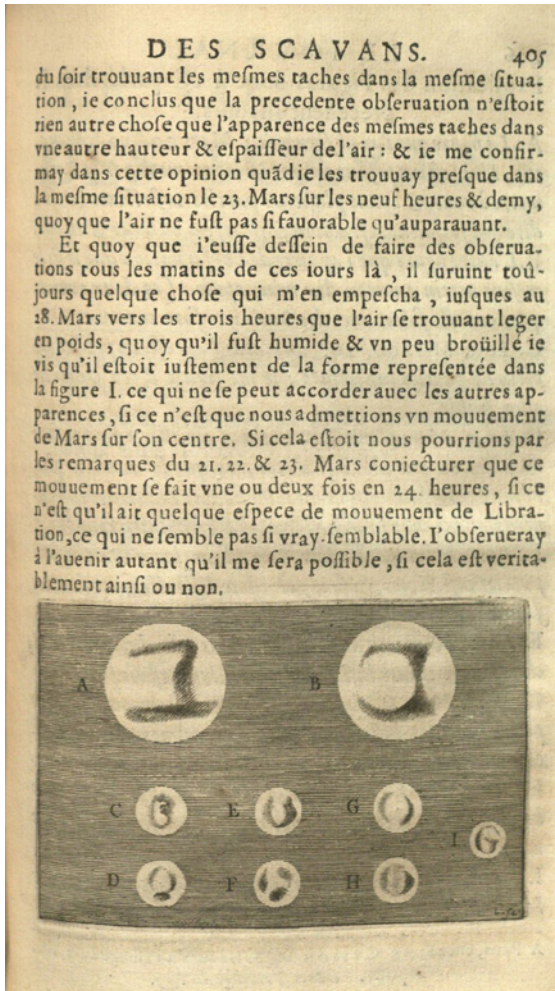 DES SCAVANS. 405
du ſoir trouuant les meſmes taches dans la meſme ſitua-
tion, ie conclus que la precedente obſeruation n'eſtoit
rien autre choſe que l'apparence des meſmes taches dans
vne autre hauteur & eſpaiſſeur de l'air : & ie me confir-
may dans cette opinion quãd ie les trouuay preſque dans
la meſme ſituation le 23. Mars ſur les neuf heures & demy,
quoy que l'air ne fuſt pas ſi fauorable qu'auparauant.
Et quoy que i'euſſe deſſein de faire des obſerua-
tions tous les matins de ces iours là, il ſuruint toû-
jours quelque choſe qui m'en empeſcha, iuſques au
28. Mars vers les trois heures que l'air ſe trouuant leger
en poids, quoy qu'il fuſt humide & vn peu broüillé ie
vis qu'il eſtoit iuſtement de la forme repreſentée dans
la figure I. ce qui ne ſe peut accorder auec les autres ap-
parences, ſi ce n'eſt que nous admettions vn mouuement
de Mars ſur ſon centre. Si cela eſtoit nous pourrions par
les remarques du 21. 22. & 23. Mars coniecturer que ce
mouuement ſe fait vne ou deux fois en 24. heures, ſi ce
n'eſt qu'il ait quelque eſpece de mouuement de Libra-
tion, ce qui ne ſemble pas ſi vray-ſemblable. I'obſerueray
à l'auenir autant qu'il me ſera poſſible, ſi cela eſt verita-
blement ainſi ou non.
A B
C E G
I
D F H